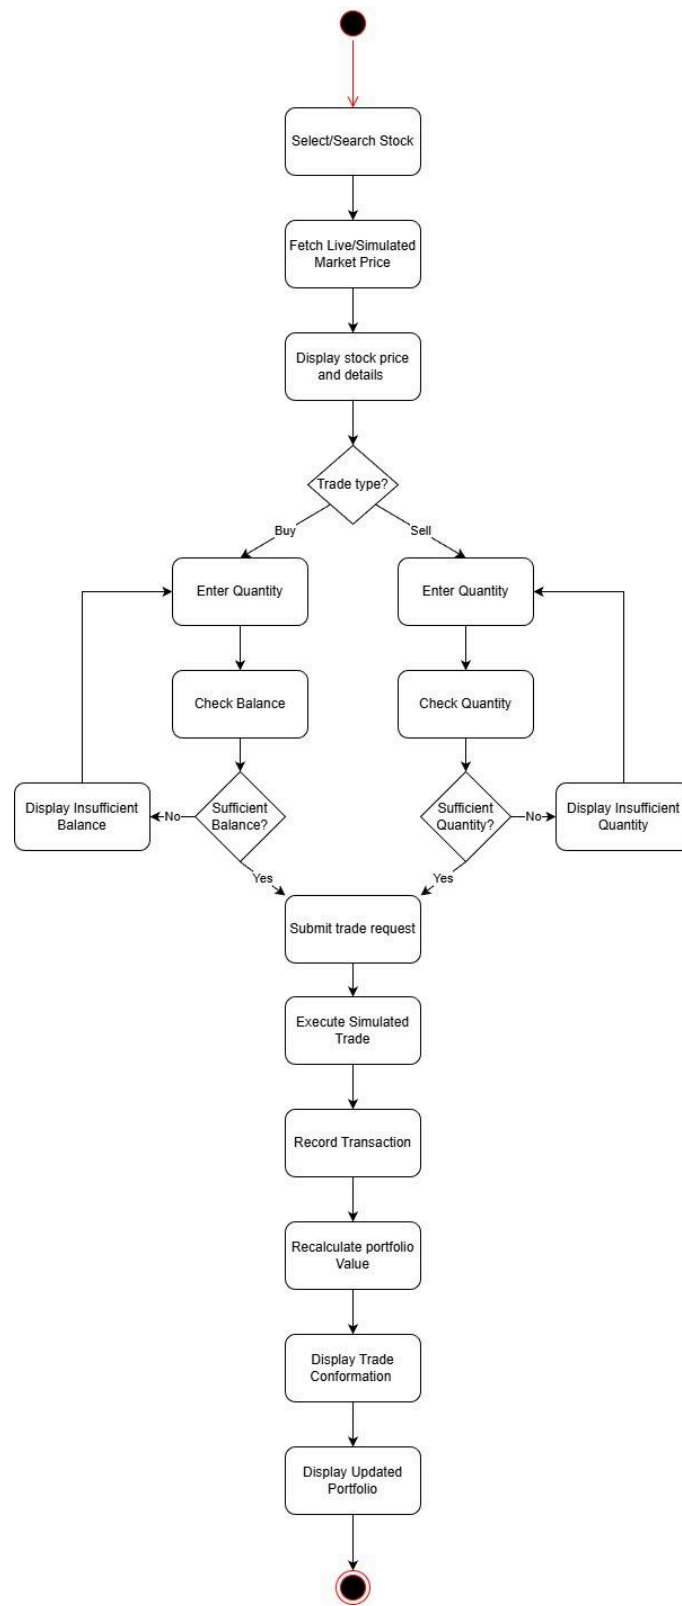 Select/Search Stock
Fetch Live/Simulated
Market Price
Display stock price
and details
Trade type?
Buy
Sell
Enter Quantity
Enter Quantity
Check Balance
Check Quantity
Display Insufficient
Balance
No
Sufficient
Balance?
Sufficient
Quantity?
No
Display Insufficient
Quantity
Yes
Yes
Submit trade request
Execute Simulated
Trade
Record Transaction
Recalculate portfolio
Value
Display Trade
Conformation
Display Updated
Portfolio